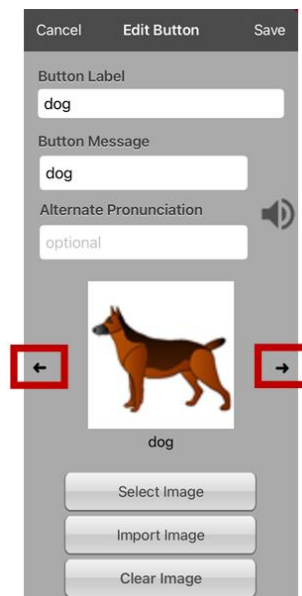 Cancel Edit Button Save
Button Label
dog
Button Message
dog
Alternate Pronunciation
optional
← →
dog
Select Image
Import Image
Clear Image